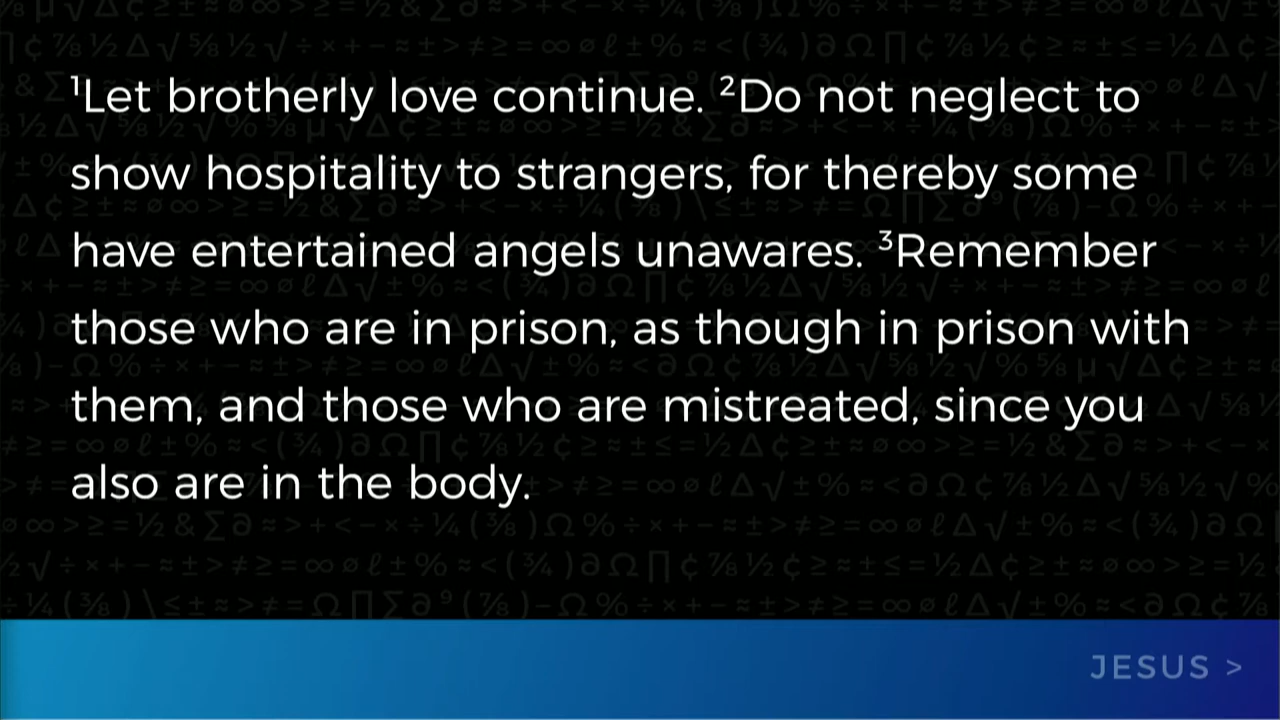 ¹Let brotherly love continue. ²Do not neglect to
show hospitality to strangers, for thereby some
have entertained angels unawares. ³Remember
those who are in prison, as though in prison with
them, and those who are mistreated, since you
also are in the body.
JESUS >